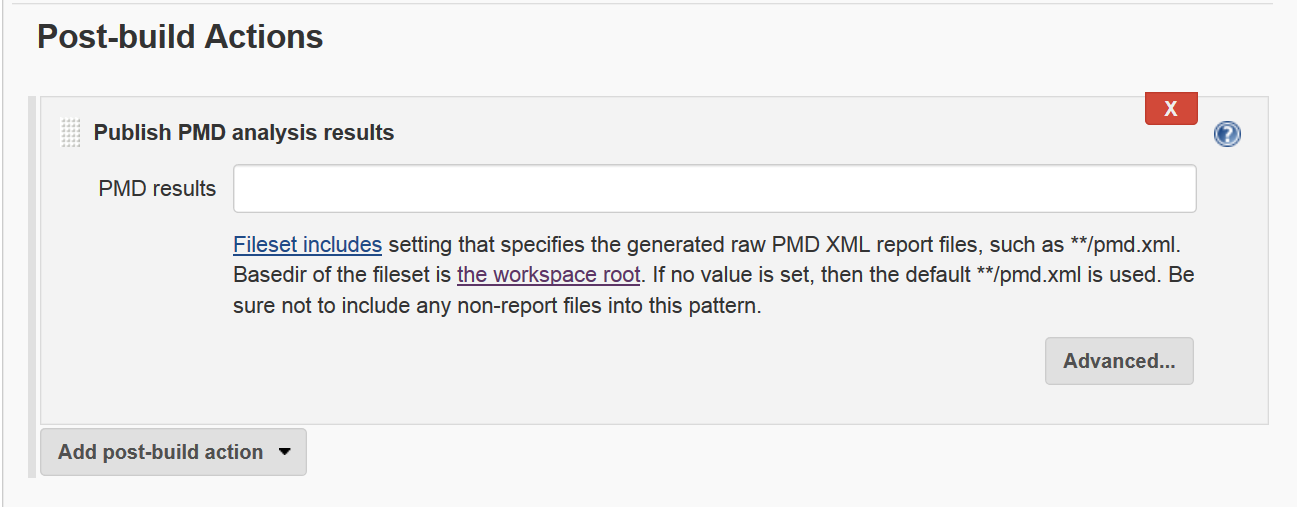 Post-build Actions
X
Publish PMD analysis results
?
PMD results
Fileset includes setting that specifies the generated raw PMD XML report files, such as **/pmd.xml.
Basedir of the fileset is the workspace root. If no value is set, then the default **/pmd.xml is used. Be
sure not to include any non-report files into this pattern.
Advanced...
Add post-build action